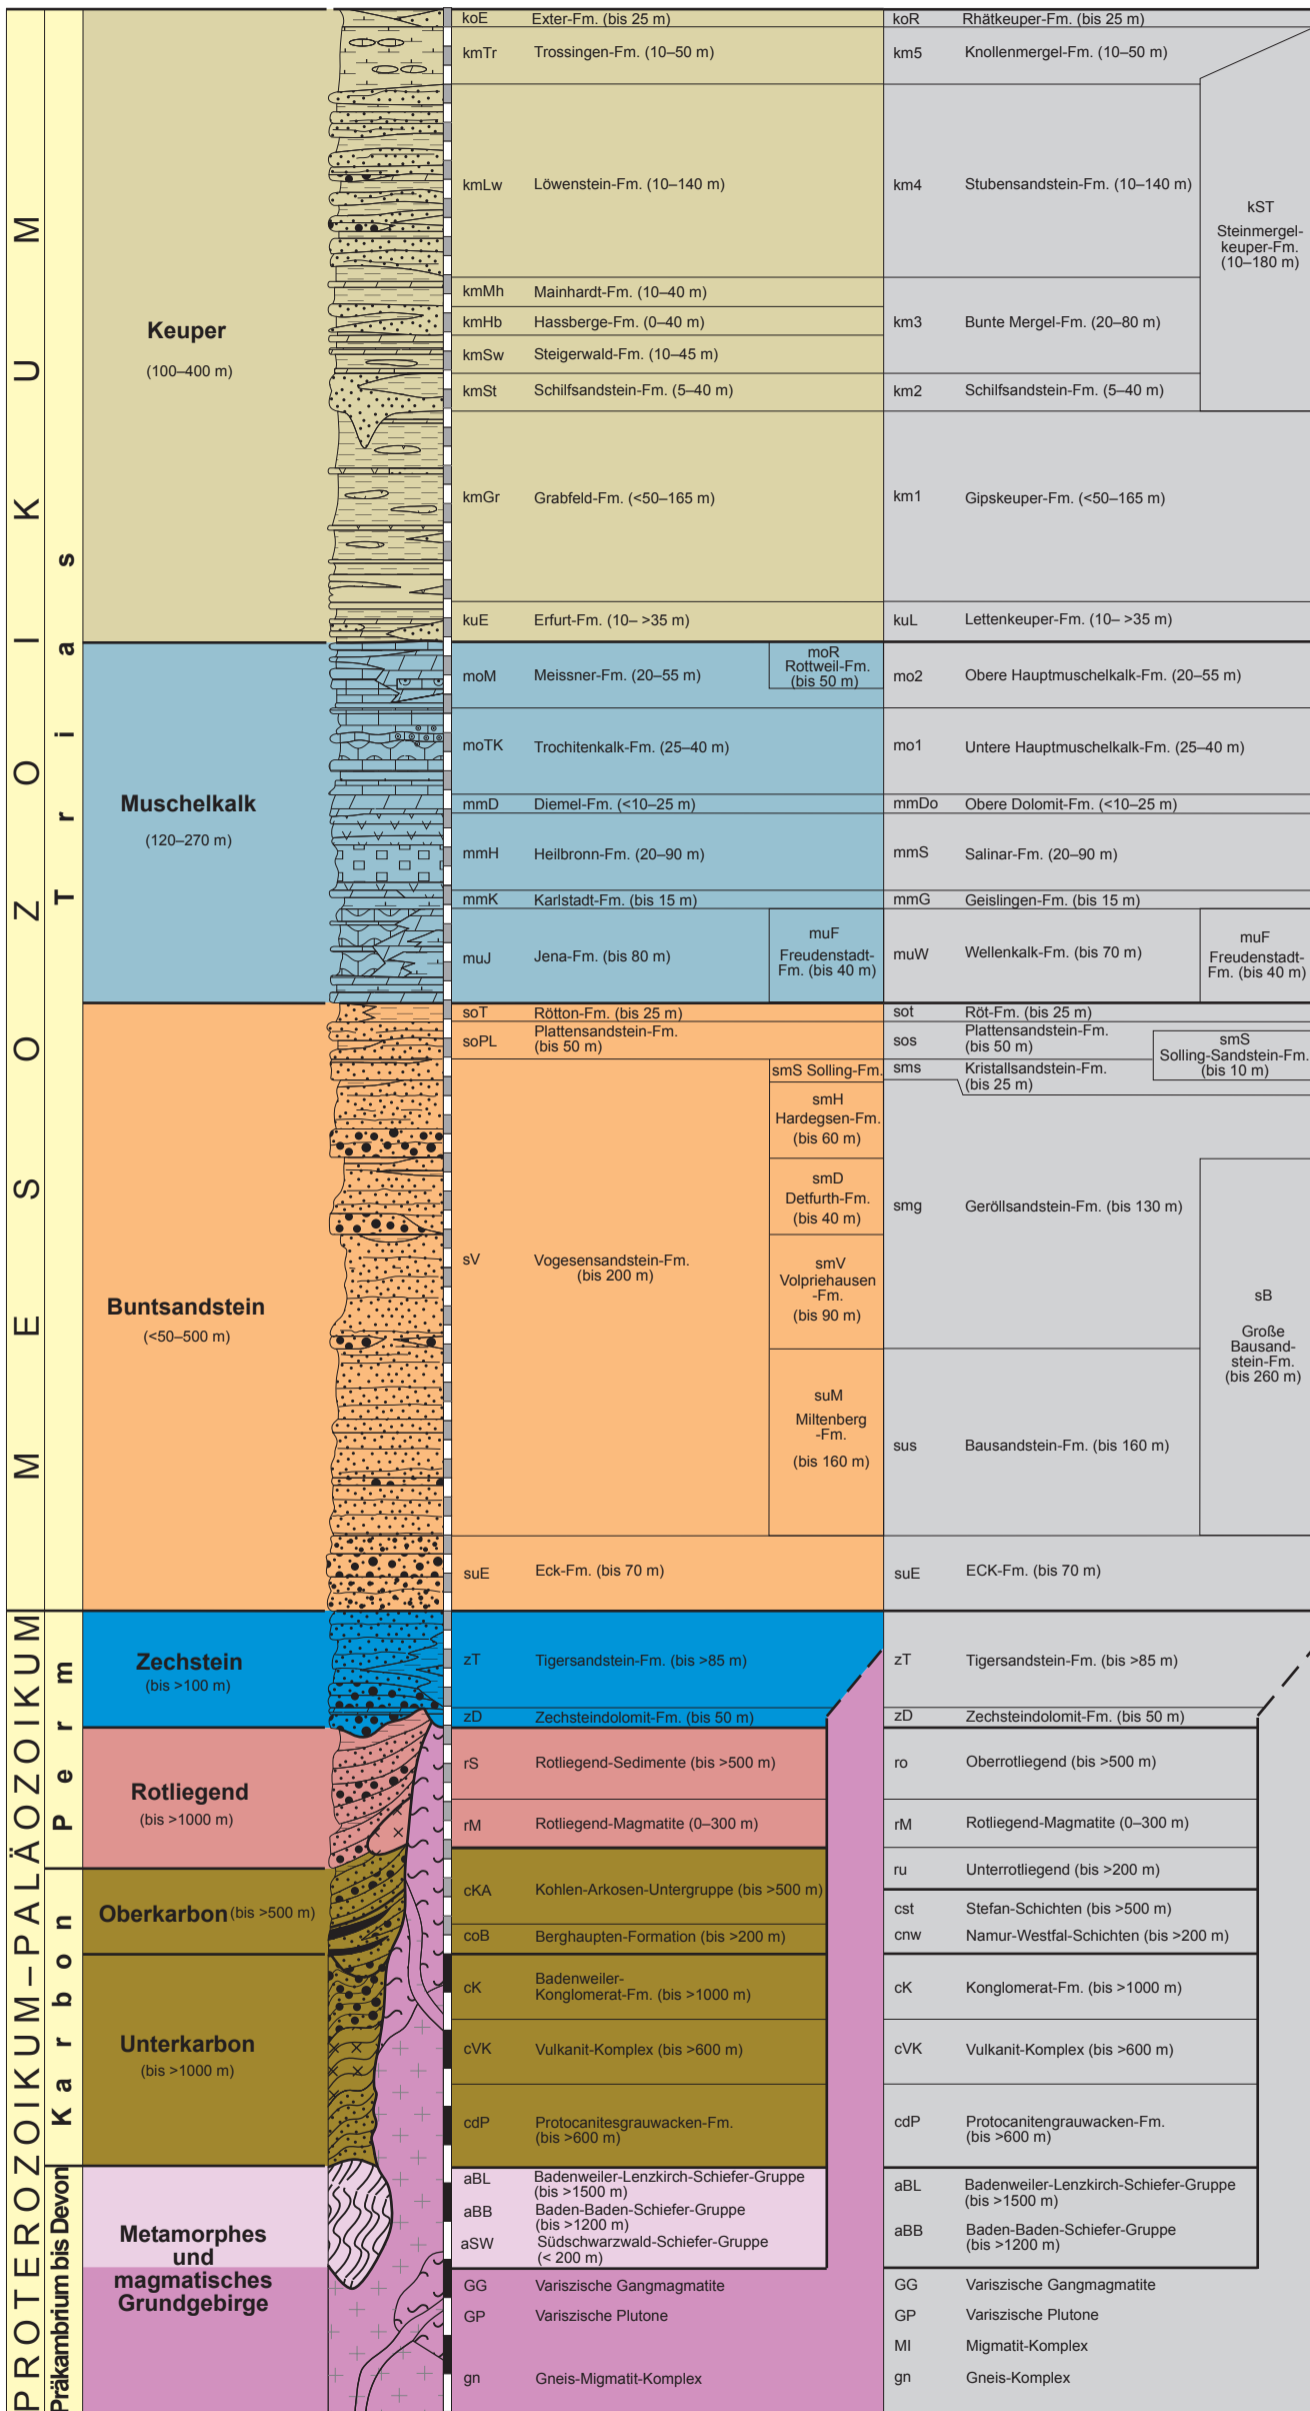 MESOZOIKUM
PROTEROZOIKUM–PALÄOZOIKUM
Trias
Perm
Karbon
Präkambrium bis Devon
Keuper
(100–400 m)
koE Exter-Fm. (bis 25 m)
koR Rhätkeuper-Fm. (bis 25 m)
kmTr Trossingen-Fm. (10–50 m)
km5 Knollenmergel-Fm. (10–50 m)
kmLw Löwenstein-Fm. (10–140 m)
km4 Stubensandstein-Fm. (10–140 m)
kST
Steinmergel-
keuper-Fm.
(10–180 m)
kmMh Mainhardt-Fm. (10–40 m)
kmHb Hassberge-Fm. (0–40 m)
km3 Bunte Mergel-Fm. (20–80 m)
kmSw Steigerwald-Fm. (10–45 m)
kmSt Schilfsandstein-Fm. (5–40 m)
km2 Schilfsandstein-Fm. (5–40 m)
kmGr Grabfeld-Fm. (<50–165 m)
km1 Gipskeuper-Fm. (<50–165 m)
kuE Erfurt-Fm. (10– >35 m)
kuL Lettenkeuper-Fm. (10– >35 m)
Muschelkalk
(120–270 m)
moM Meissner-Fm. (20–55 m)
moR
Rottweil-Fm.
(bis 50 m)
mo2 Obere Hauptmuschelkalk-Fm. (20–55 m)
moTK Trochitenkalk-Fm. (25–40 m)
mo1 Untere Hauptmuschelkalk-Fm. (25–40 m)
mmD Diemel-Fm. (<10–25 m)
mmDo Obere Dolomit-Fm. (<10–25 m)
mmH Heilbronn-Fm. (20–90 m)
mmS Salinar-Fm. (20–90 m)
mmK Karlstadt-Fm. (bis 15 m)
mmG Geislingen-Fm. (bis 15 m)
muJ Jena-Fm. (bis 80 m)
muF
Freudenstadt-
Fm. (bis 40 m)
muW Wellenkalk-Fm. (bis 70 m)
muF
Freudenstadt-
Fm. (bis 40 m)
Buntsandstein
(<50–500 m)
soT Rötton-Fm. (bis 25 m)
sot Röt-Fm. (bis 25 m)
soPL Plattensandstein-Fm.
(bis 50 m)
sos Plattensandstein-Fm.
(bis 50 m)
smS
Solling-Sandstein-Fm.
(bis 10 m)
smS Solling-Fm.
sms Kristallsandstein-Fm.
(bis 25 m)
smH
Hardegsen-Fm.
(bis 60 m)
smD
Detfurth-Fm.
(bis 40 m)
smg Geröllsandstein-Fm. (bis 130 m)
sV Vogesensandstein-Fm.
(bis 200 m)
smV
Volpriehausen
-Fm.
(bis 90 m)
sB
Große
Bausand-
stein-Fm.
(bis 260 m)
suM
Miltenberg
-Fm.
(bis 160 m)
sus Bausandstein-Fm. (bis 160 m)
suE Eck-Fm. (bis 70 m)
suE ECK-Fm. (bis 70 m)
Zechstein
(bis >100 m)
zT Tigersandstein-Fm. (bis >85 m)
zT Tigersandstein-Fm. (bis >85 m)
zD Zechsteindolomit-Fm. (bis 50 m)
zD Zechsteindolomit-Fm. (bis 50 m)
Rotliegend
(bis >1000 m)
rS Rotliegend-Sedimente (bis >500 m)
ro Oberrotliegend (bis >500 m)
rM Rotliegend-Magmatite (0–300 m)
rM Rotliegend-Magmatite (0–300 m)
ru Unterrotliegend (bis >200 m)
Oberkarbon (bis >500 m)
cKA Kohlen-Arkosen-Untergruppe (bis >500 m)
cst Stefan-Schichten (bis >500 m)
coB Berghaupten-Formation (bis >200 m)
cnw Namur-Westfal-Schichten (bis >200 m)
Unterkarbon
(bis >1000 m)
cK Badenweiler-
Konglomerat-Fm. (bis >1000 m)
cK Konglomerat-Fm. (bis >1000 m)
cVK Vulkanit-Komplex (bis >600 m)
cVK Vulkanit-Komplex (bis >600 m)
cdP Protocanitesgrauwacken-Fm.
(bis >600 m)
cdP Protocanitengrauwacken-Fm.
(bis >600 m)
Metamorphes
und
magmatisches
Grundgebirge
aBL Badenweiler-Lenzkirch-Schiefer-Gruppe
(bis >1500 m)
aBL Badenweiler-Lenzkirch-Schiefer-Gruppe
(bis >1500 m)
aBB Baden-Baden-Schiefer-Gruppe
(bis >1200 m)
aBB Baden-Baden-Schiefer-Gruppe
(bis >1200 m)
aSW Südschwarzwald-Schiefer-Gruppe
(< 200 m)
GG Variszische Gangmagmatite
GG Variszische Gangmagmatite
GP Variszische Plutone
GP Variszische Plutone
MI Migmatit-Komplex
gn Gneis-Migmatit-Komplex
gn Gneis-Komplex